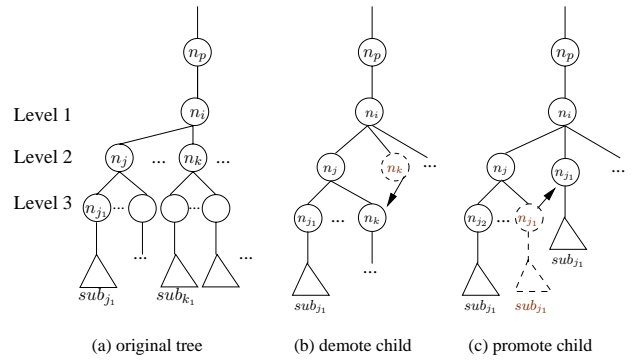 n_p
n_p
n_p
Level 1
n_i
n_i
n_i
Level 2
n_j
...
n_k
...
n_j
n_k
...
n_j
n_{j_1}
...
Level 3
n_{j_1}
...
...
n_{j_1}
...
n_k
n_{j_2}
...
n_{j_1}
...
...
...
sub_{j_1}
sub_{j_1}
sub_{k_1}
sub_{j_1}
sub_{j_1}
sub_{j_1}
(a) original tree
(b) demote child
(c) promote child